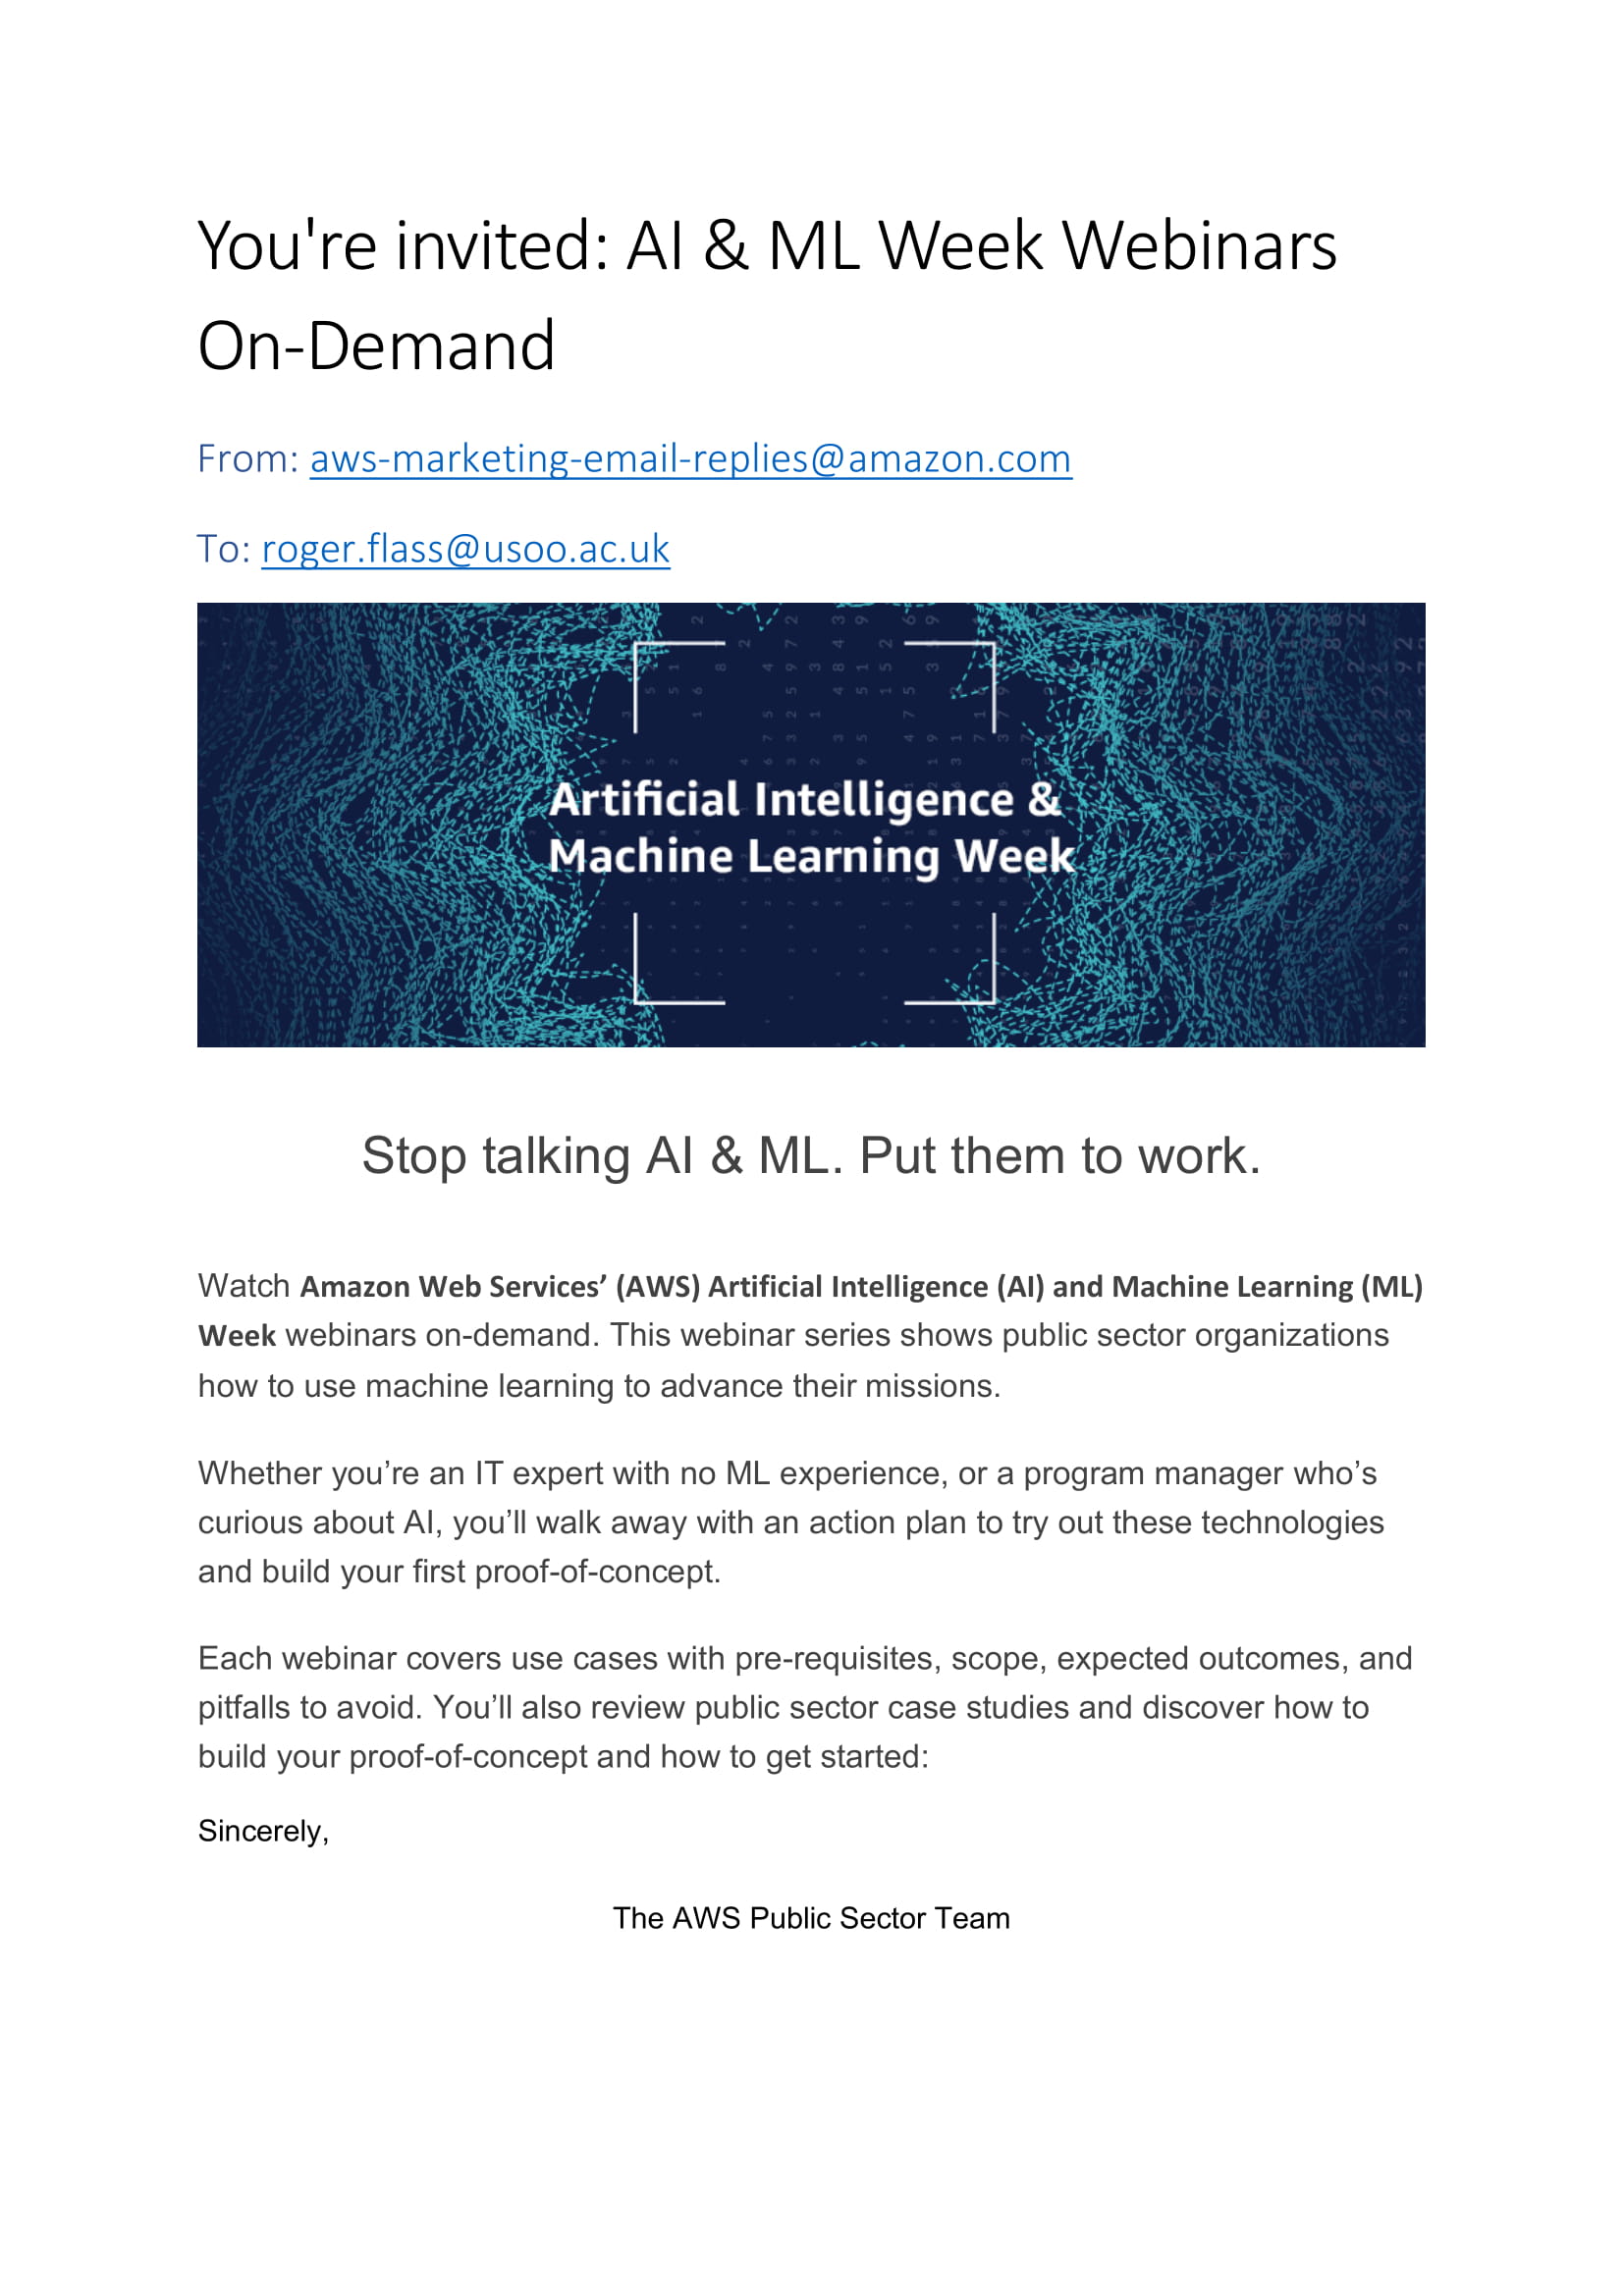 You're invited: AI & ML Week Webinars
On-Demand
From: aws-marketing-email-replies@amazon.com
To: roger.flass@usoo.ac.uk
Artificial Intelligence &
Machine Learning Week
Stop talking AI & ML. Put them to work.
Watch Amazon Web Services’ (AWS) Artificial Intelligence (AI) and Machine Learning (ML)
Week webinars on-demand. This webinar series shows public sector organizations
how to use machine learning to advance their missions.
Whether you’re an IT expert with no ML experience, or a program manager who’s
curious about AI, you’ll walk away with an action plan to try out these technologies
and build your first proof-of-concept.
Each webinar covers use cases with pre-requisites, scope, expected outcomes, and
pitfalls to avoid. You’ll also review public sector case studies and discover how to
build your proof-of-concept and how to get started:
Sincerely,
The AWS Public Sector Team